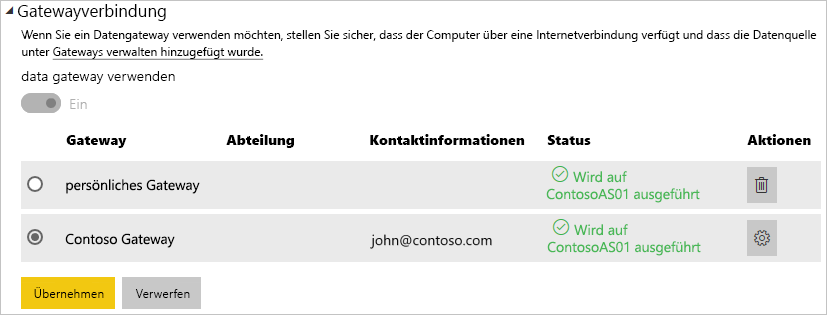 Gatewayverbindung
Wenn Sie ein Datengateway verwenden möchten, stellen Sie sicher, dass der Computer über eine Internetverbindung verfügt und dass die Datenquelle
unter Gateways verwalten hinzugefügt wurde.
data gateway verwenden
Ein
Gateway Abteilung Kontaktinformationen Status Aktionen
persönliches Gateway Wird auf
ContosoAS01 ausgeführt
Contoso Gateway john@contoso.com Wird auf
ContosoAS01 ausgeführt
Übernehmen Verwerfen